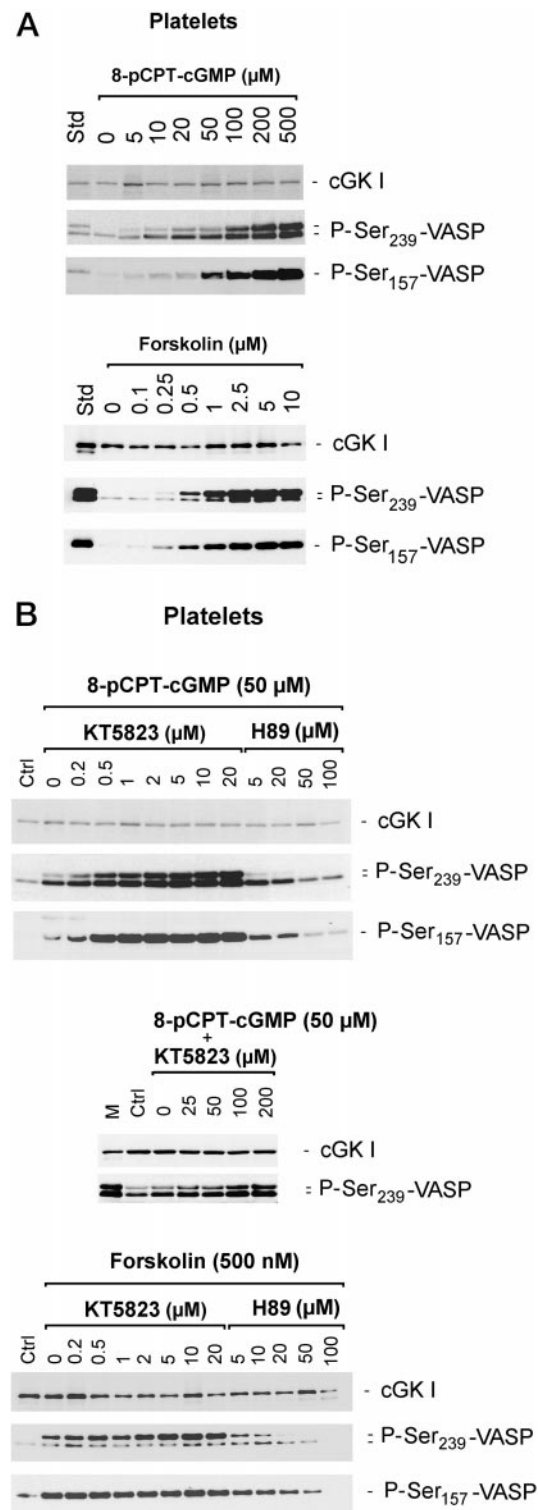 A
Platelets
8-pCPT-cGMP (µM)
Std 0 5 10 20 50 100 200 500
- cGK I
= P-Ser239-VASP
- P-Ser157-VASP
Forskolin (µM)
Std 0 0.1 0.25 0.5 1 2.5 5 10
- cGK I
= P-Ser239-VASP
- P-Ser157-VASP
B
Platelets
8-pCPT-cGMP (50 µM)
KT5823 (µM) H89 (µM)
Ctrl 0 0.2 0.5 1 2 5 10 20 5 20 50 100
- cGK I
= P-Ser239-VASP
- P-Ser157-VASP
8-pCPT-cGMP (50 µM)
+
KT5823 (µM)
M Ctrl 0 25 50 100 200
- cGK I
= P-Ser239-VASP
Forskolin (500 nM)
KT5823 (µM) H89 (µM)
Ctrl 0 0.2 0.5 1 2 5 10 20 5 10 20 50 100
- cGK I
= P-Ser239-VASP
- P-Ser157-VASP